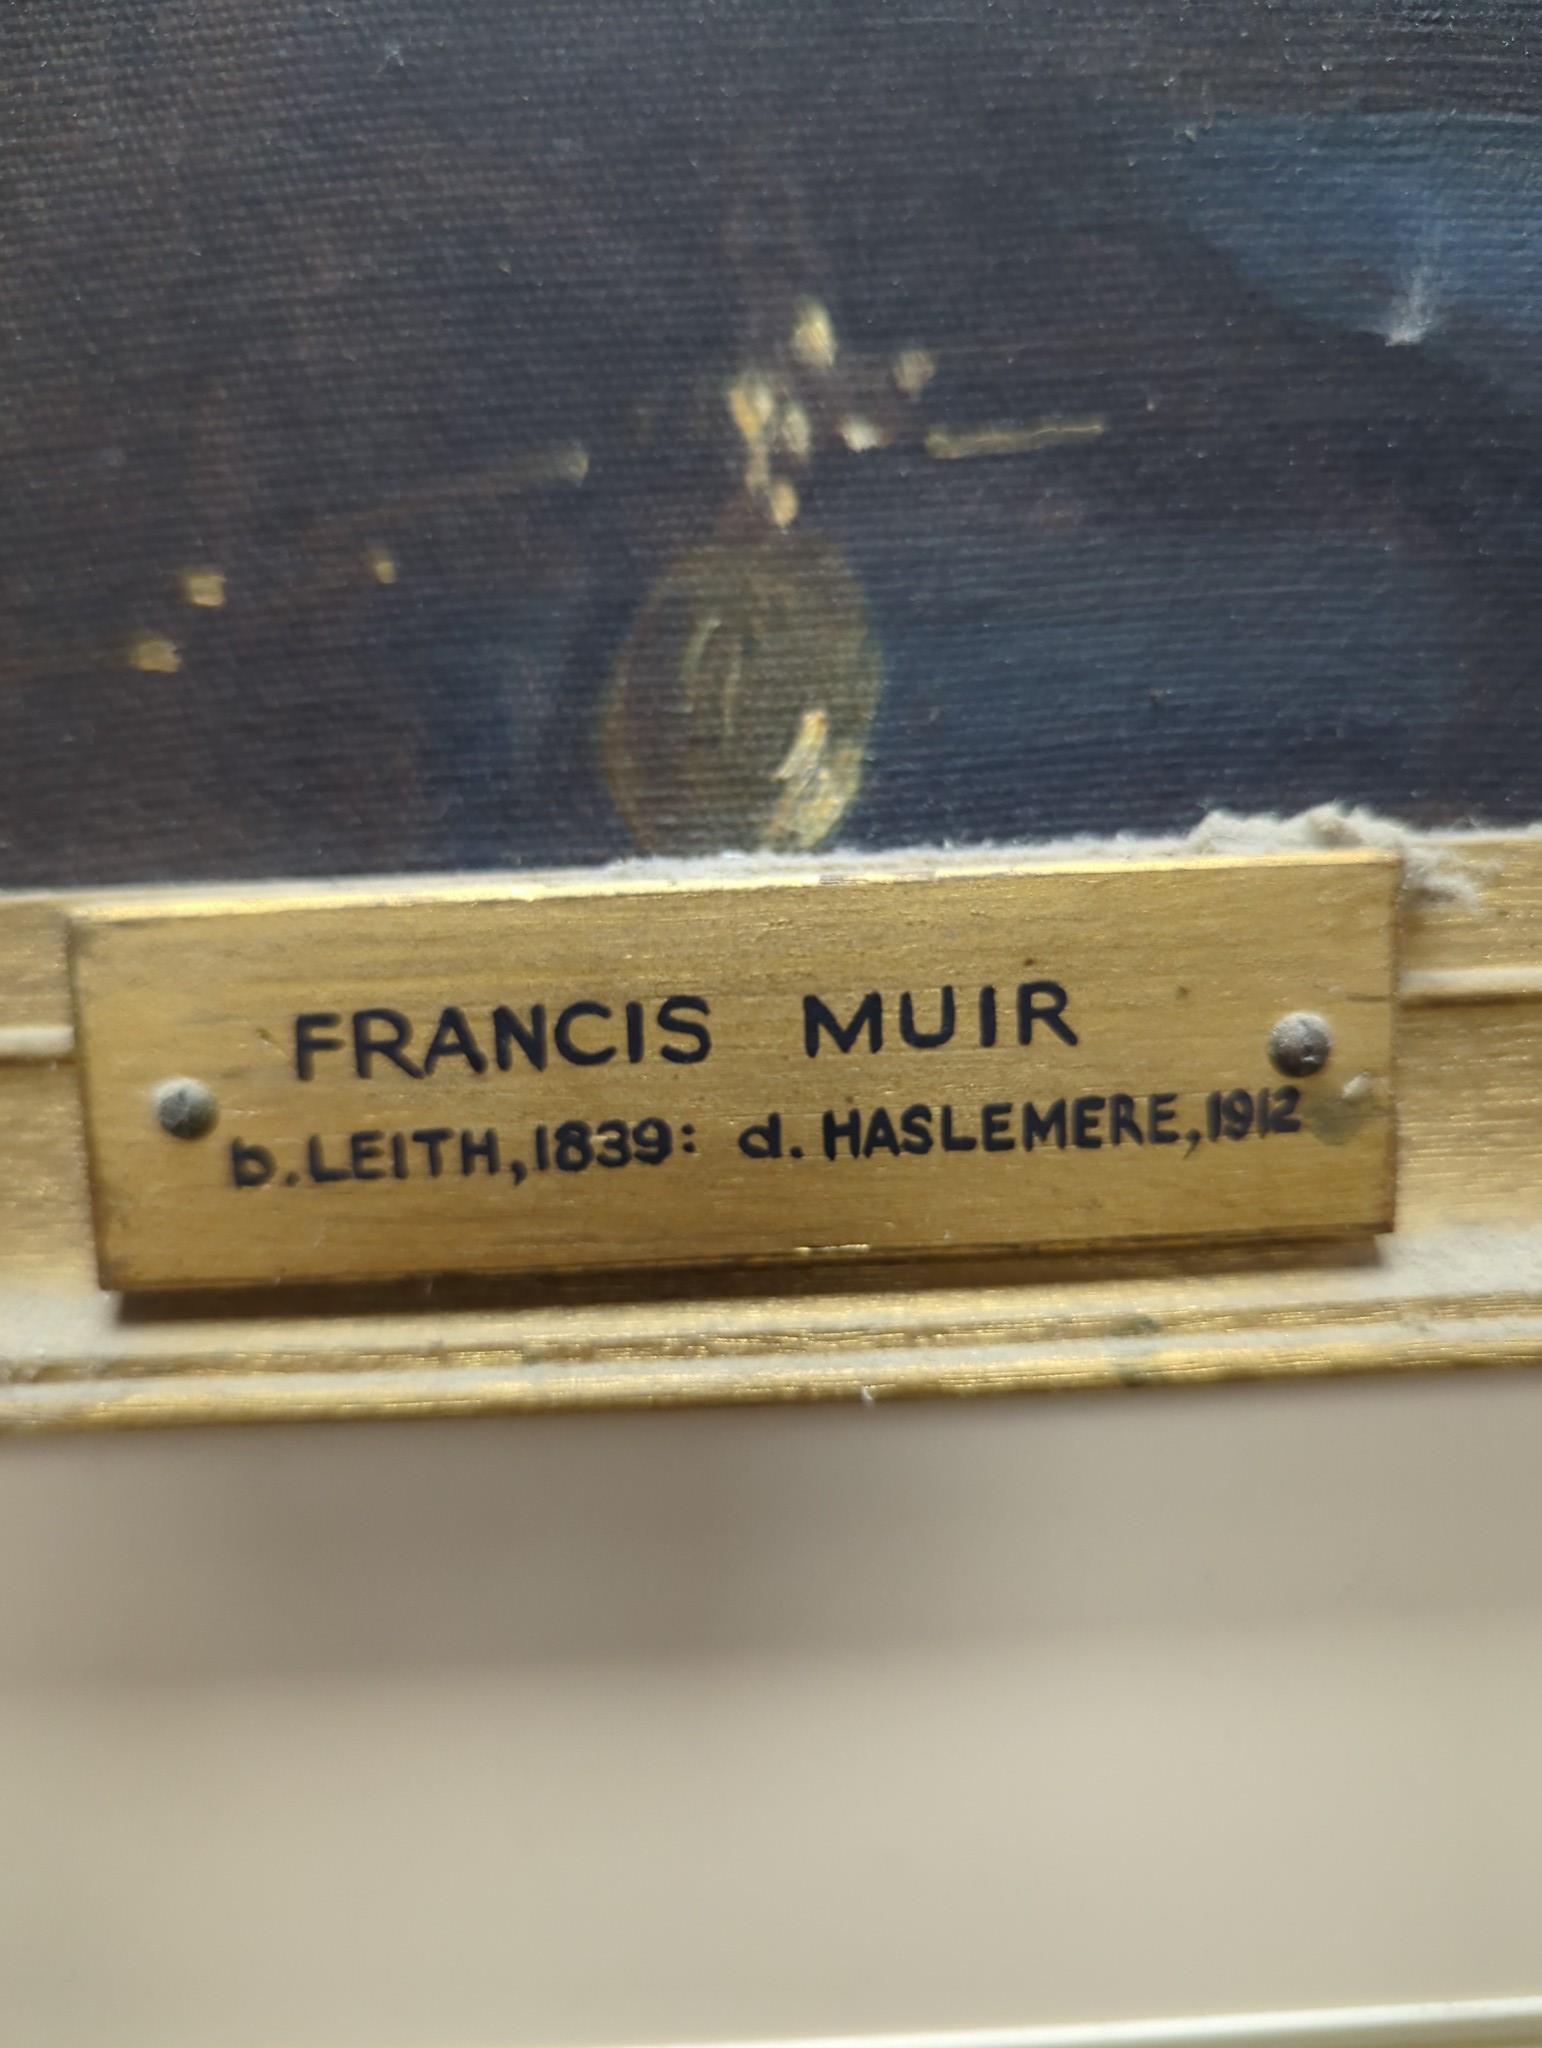 FRANCIS MUIR
b. LEITH, 1839: d. HASLEMERE, 1912